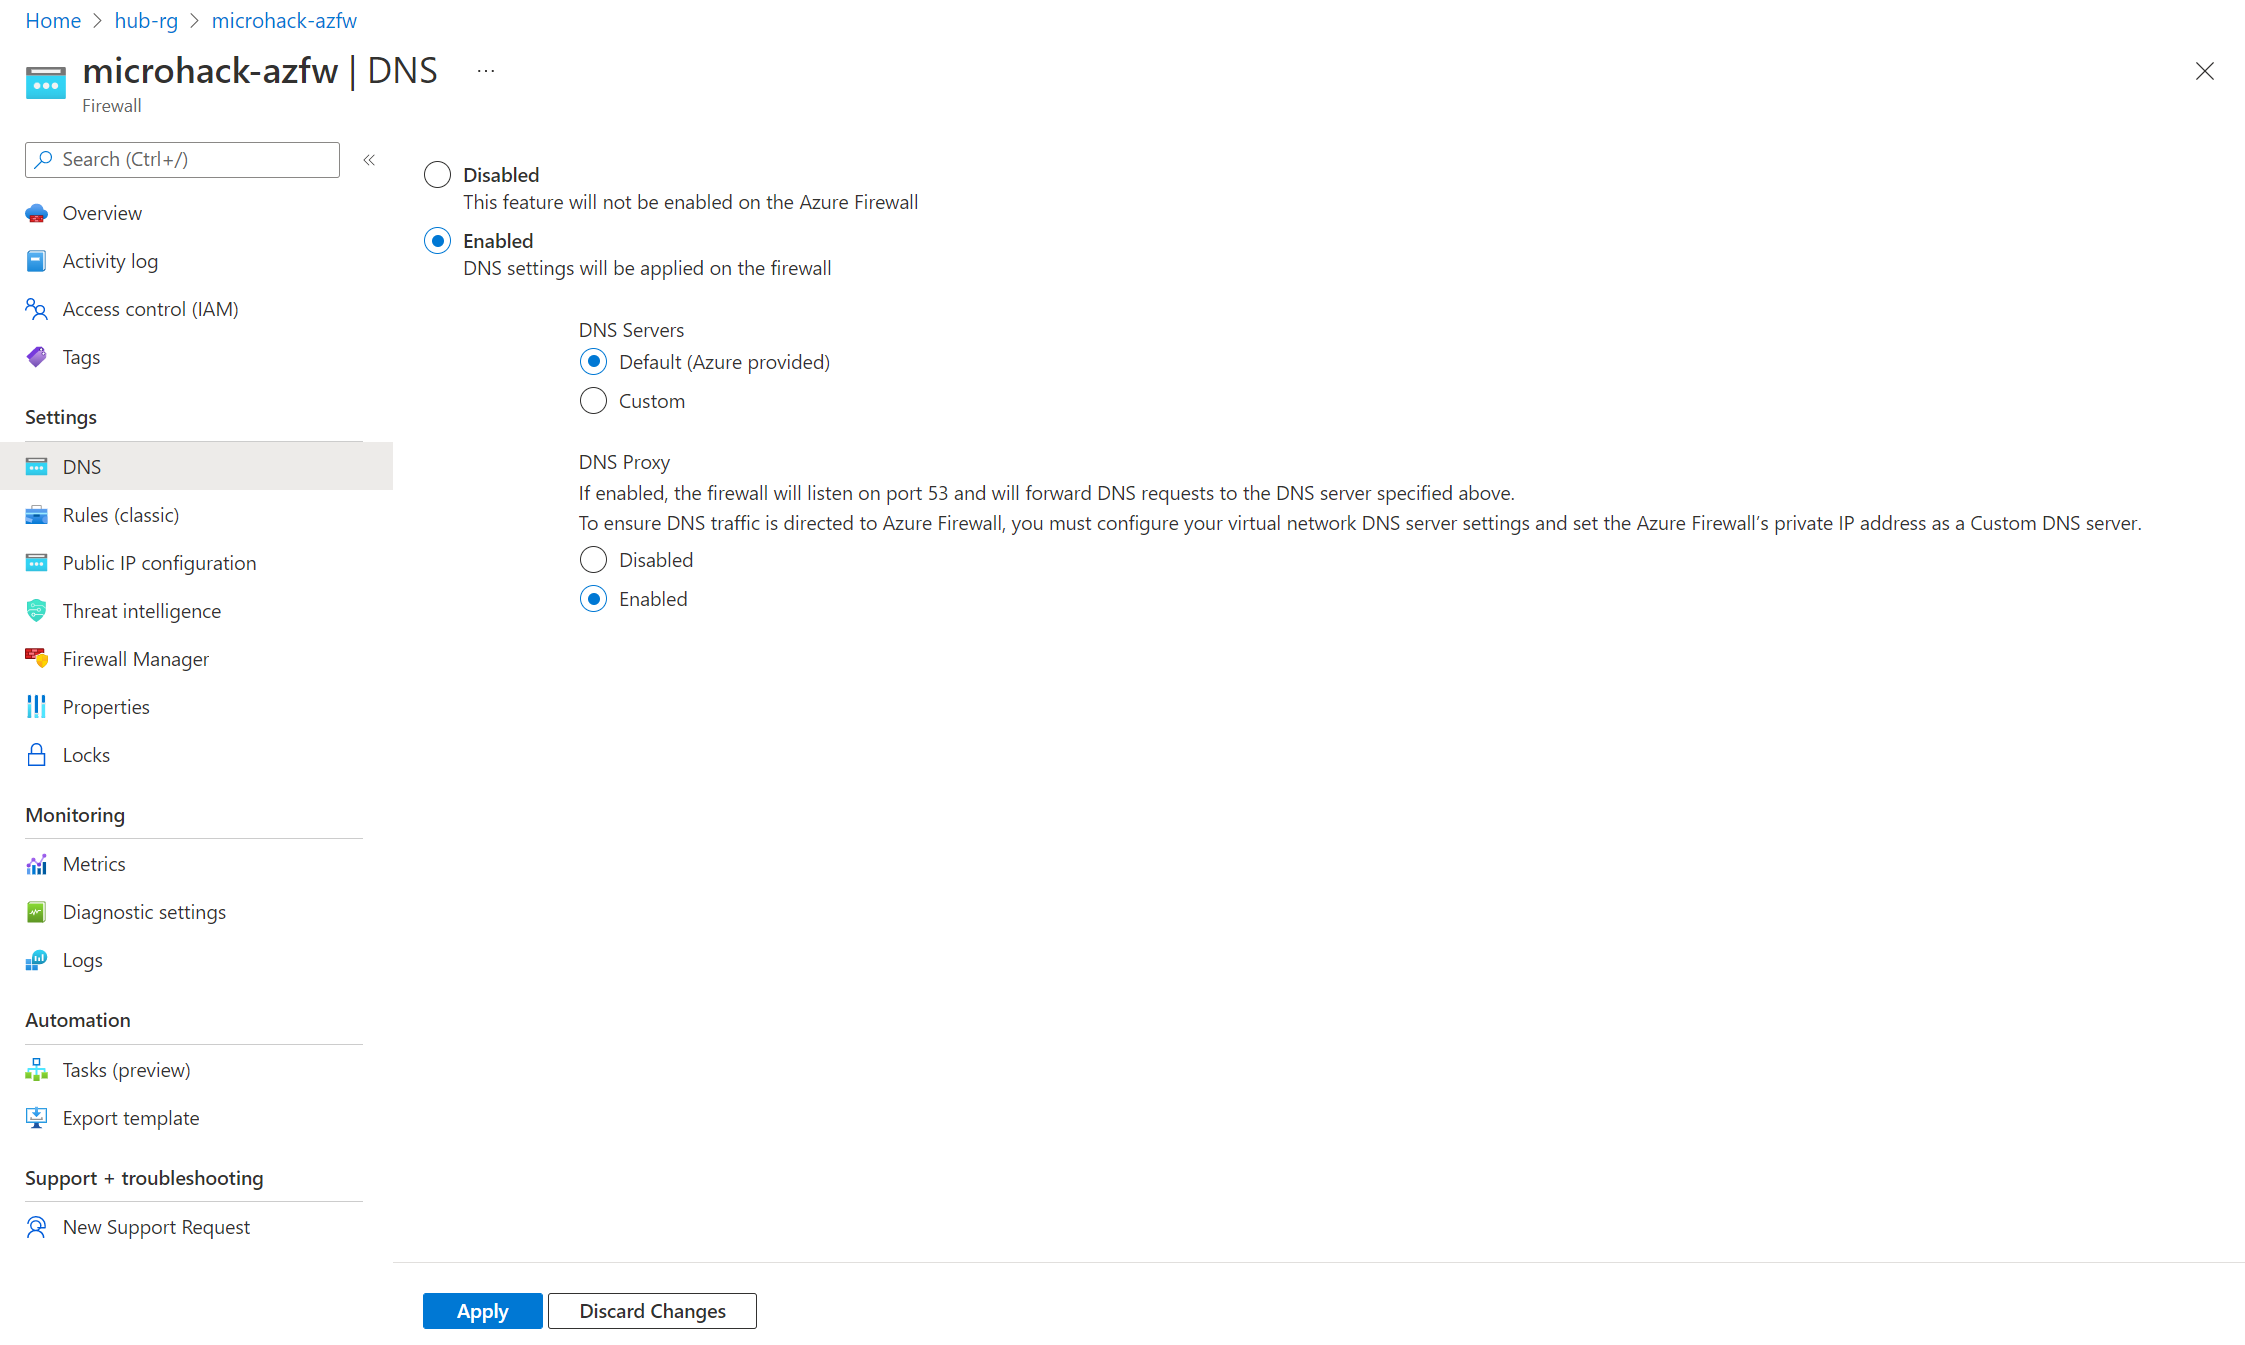 Home > hub-rg > microhack-azfw
microhack-azfw | DNS ...
Firewall
Search (Ctrl+/)
«
Overview
Activity log
Access control (IAM)
Tags
Settings
DNS
Rules (classic)
Public IP configuration
Threat intelligence
Firewall Manager
Properties
Locks
Monitoring
Metrics
Diagnostic settings
Logs
Automation
Tasks (preview)
Export template
Support + troubleshooting
New Support Request
Disabled
This feature will not be enabled on the Azure Firewall
Enabled
DNS settings will be applied on the firewall
DNS Servers
Default (Azure provided)
Custom
DNS Proxy
If enabled, the firewall will listen on port 53 and will forward DNS requests to the DNS server specified above.
To ensure DNS traffic is directed to Azure Firewall, you must configure your virtual network DNS server settings and set the Azure Firewall’s private IP address as a Custom DNS server.
Disabled
Enabled
Apply
Discard Changes